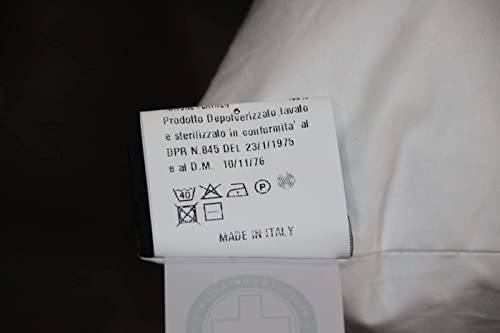 Prodotto Depolverizzato, lavato
e sterilizzato in conformita' al
DPR N.845 DEL 23/1/1975
e al D.M. 10/11/76
40 P
MADE IN ITALY